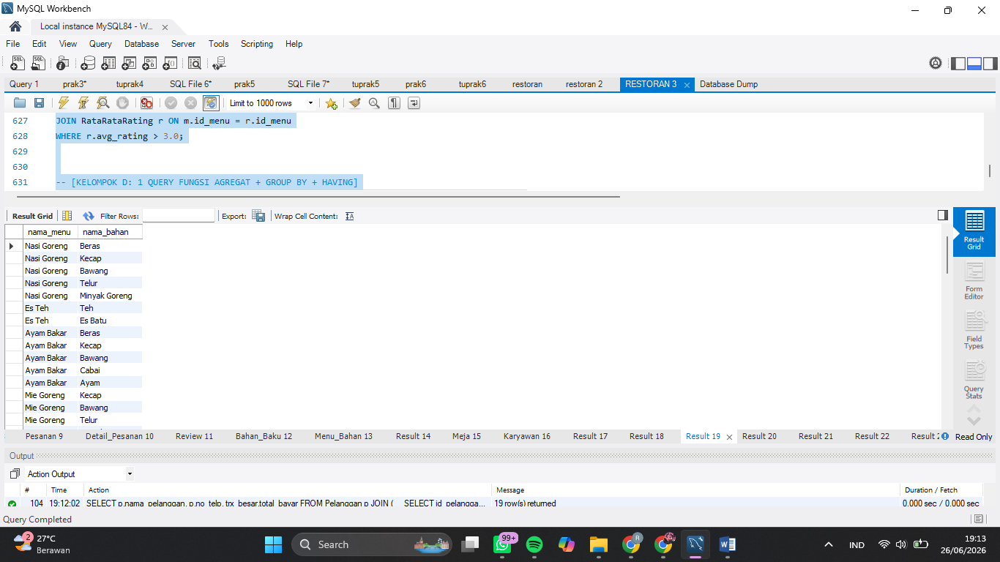 MySQL Workbench
Local instance MySQL84 - W...
File Edit View Query Database Server Tools Scripting Help
Query 1 prak3* tuprak4 SQL File 6* prak5 SQL File 7* tuprak5 prak6 tuprak6 restoran restoran 2 RESTORAN 3 Database Dump
Limit to 1000 rows
627 JOIN RataRataRating r ON m.id_menu = r.id_menu
628 WHERE r.avg_rating > 3.0;
629
630
631 -- [KELOMPOK D: 1 QUERY FUNGSI AGREGAT + GROUP BY + HAVING]
Result Grid Filter Rows: Export: Wrap Cell Content:
nama_menu nama_bahan
Nasi Goreng Beras
Nasi Goreng Kecap
Nasi Goreng Bawang
Nasi Goreng Telur
Nasi Goreng Minyak Goreng
Es Teh Teh
Es Teh Es Batu
Ayam Bakar Beras
Ayam Bakar Kecap
Ayam Bakar Bawang
Ayam Bakar Cabai
Ayam Bakar Ayam
Mie Goreng Kecap
Mie Goreng Bawang
Mie Goreng Telur
Result Grid
Form Editor
Field Types
Query Stats
Pesanan 9 Detail_Pesanan 10 Review 11 Bahan_Baku 12 Menu_Bahan 13 Result 14 Meja 15 Karyawan 16 Result 17 Result 18 Result 19 Result 20 Result 21 Result 22 Result Read Only
Output
Action Output
# Time Action Message Duration / Fetch
104 19:12:02 SELECT p.nama_pelanggan, p.no_telp, trx_besar.total_bayar FROM Pelanggan p JOIN ( SELECT id_pelangga... 19 row(s) returned 0.000 sec / 0.000 sec
Query Completed
2 27°C
Berawan
Search
99+
R
IND
19:13
26/06/2026